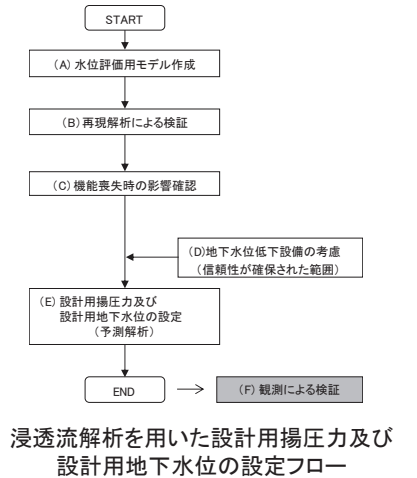 START
(A) 水位評価用モデル作成
(B) 再現解析による検証
(C) 機能喪失時の影響確認
(D)地下水位低下設備の考慮
(信頼性が確保された範囲)
(E) 設計用揚圧力及び
設計用地下水位の設定
(予測解析)
END
(F) 観測による検証
浸透流解析を用いた設計用揚圧力及び
設計用地下水位の設定フロー